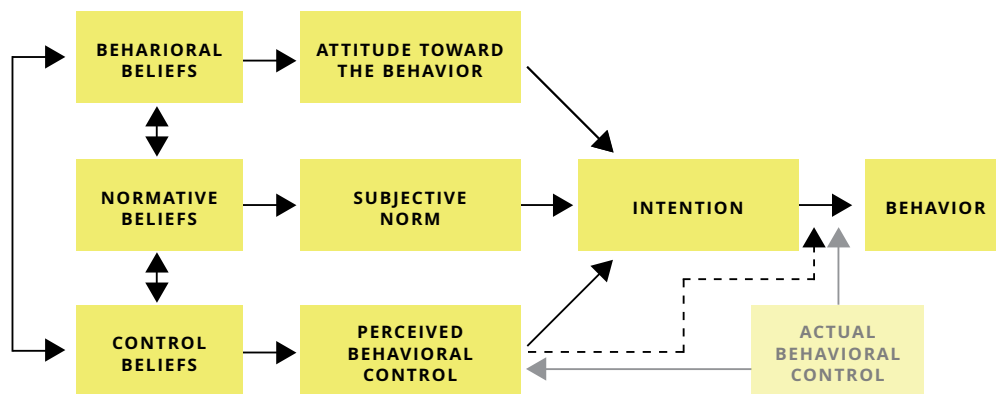 BEHARIORAL
BELIEFS
ATTITUDE TOWARD
THE BEHAVIOR
NORMATIVE
BELIEFS
SUBJECTIVE
NORM
INTENTION
BEHAVIOR
CONTROL
BELIEFS
PERCEIVED
BEHAVIORAL
CONTROL
ACTUAL
BEHAVIORAL
CONTROL